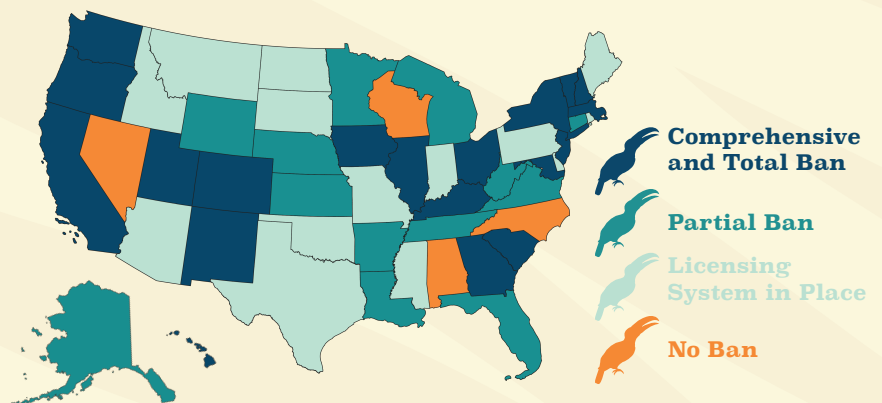 Comprehensive
and Total Ban
Partial Ban
Licensing
System in Place
No Ban